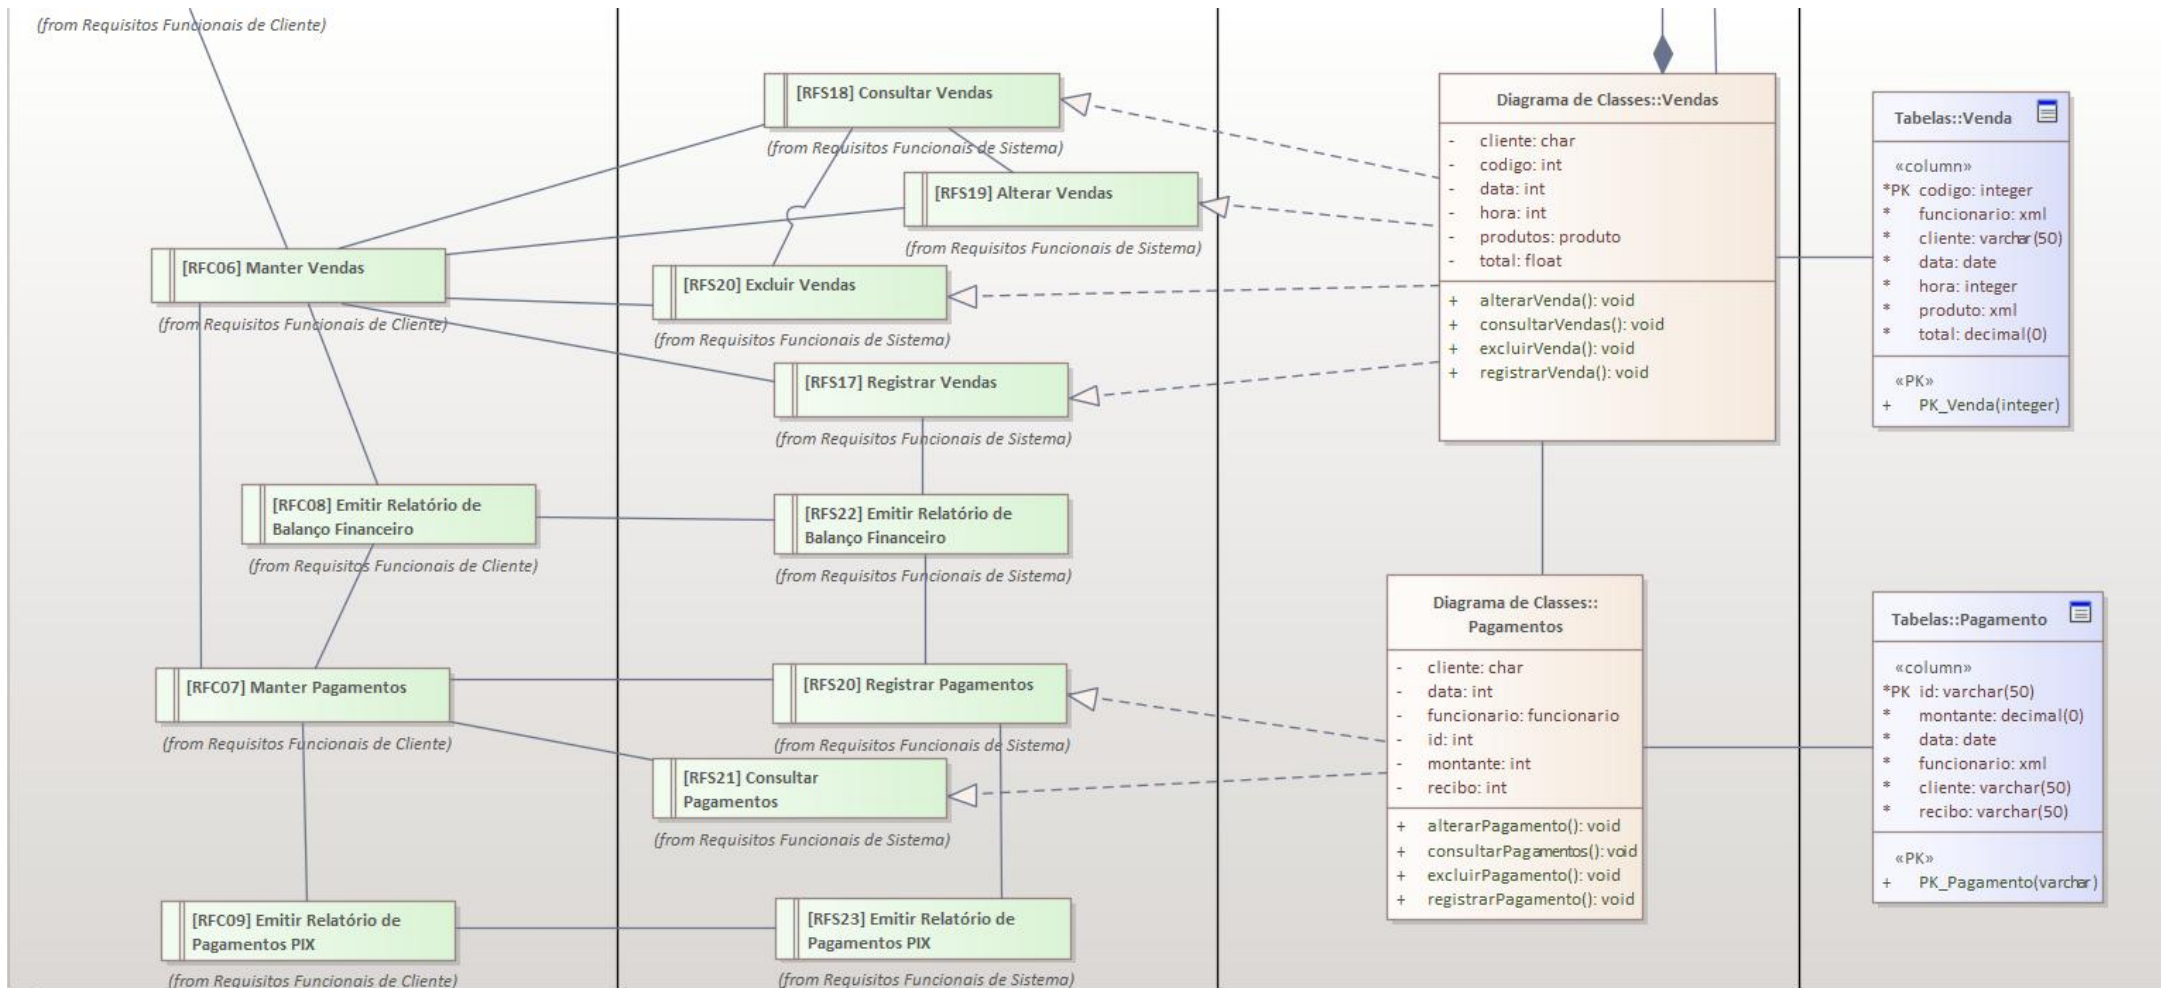 (from Requisitos Funcionais de Cliente)
[RFC06] Manter Vendas
(from Requisitos Funcionais de Cliente)
[RFC08] Emitir Relatório de
Balanço Financeiro
(from Requisitos Funcionais de Cliente)
[RFC07] Manter Pagamentos
(from Requisitos Funcionais de Cliente)
[RFC09] Emitir Relatório de
Pagamentos PIX
(from Requisitos Funcionais de Cliente)
[RFS18] Consultar Vendas
(from Requisitos Funcionais de Sistema)
[RFS19] Alterar Vendas
(from Requisitos Funcionais de Sistema)
[RFS20] Excluir Vendas
(from Requisitos Funcionais de Sistema)
[RFS17] Registrar Vendas
(from Requisitos Funcionais de Sistema)
[RFS22] Emitir Relatório de
Balanço Financeiro
(from Requisitos Funcionais de Sistema)
[RFS20] Registrar Pagamentos
(from Requisitos Funcionais de Sistema)
[RFS21] Consultar
Pagamentos
(from Requisitos Funcionais de Sistema)
[RFS23] Emitir Relatório de
Pagamentos PIX
(from Requisitos Funcionais de Sistema)
Diagrama de Classes::Vendas
- cliente: char
- codigo: int
- data: int
- hora: int
- produtos: produto
- total: float
+ alterarVenda(): void
+ consultarVendas(): void
+ excluirVenda(): void
+ registrarVenda(): void
Diagrama de Classes::
Pagamentos
- cliente: char
- data: int
- funcionario: funcionario
- id: int
- montante: int
- recibo: int
+ alterarPagamento(): void
+ consultarPagamentos(): void
+ excluirPagamento(): void
+ registrarPagamento(): void
Tabelas::Venda
«column»
*PK codigo: integer
* funcionario: xml
* cliente: varchar(50)
* data: date
* hora: integer
* produto: xml
* total: decimal(0)
«PK»
+ PK_Venda(integer)
Tabelas::Pagamento
«column»
*PK id: varchar(50)
* montante: decimal(0)
* data: date
* funcionario: xml
* cliente: varchar(50)
* recibo: varchar(50)
«PK»
+ PK_Pagamento(varchar)